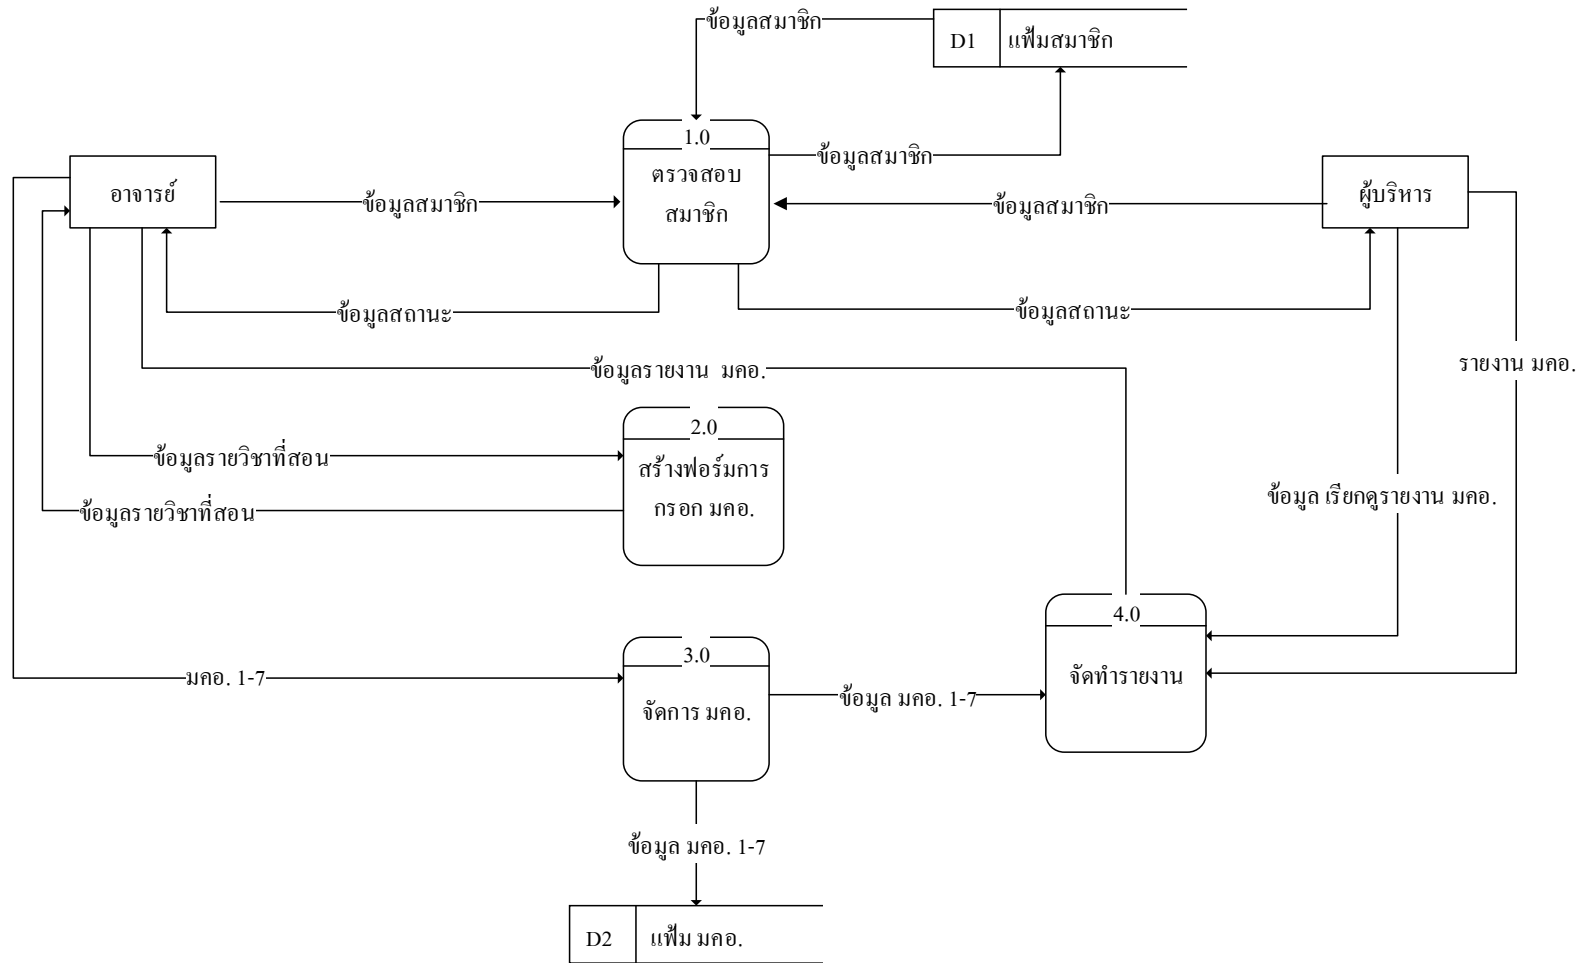 ข้อมูลสมาชิก
D1 แฟ้มสมาชิก
1.0
ตรวจสอบ
สมาชิก
ข้อมูลสมาชิก
อาจารย์
ข้อมูลสมาชิก
ข้อมูลสมาชิก
ผู้บริหาร
ข้อมูลสถานะ
ข้อมูลสถานะ
ข้อมูลรายงาน มคอ.
รายงาน มคอ.
2.0
สร้างฟอร์มการ
กรอก มคอ.
ข้อมูลรายวิชาที่สอน
ข้อมูลรายวิชาที่สอน
ข้อมูล เรียกดูรายงาน มคอ.
4.0
จัดทำรายงาน
3.0
จัดการ มคอ.
มคอ. 1-7
ข้อมูล มคอ. 1-7
ข้อมูล มคอ. 1-7
D2 แฟ้ม มคอ.